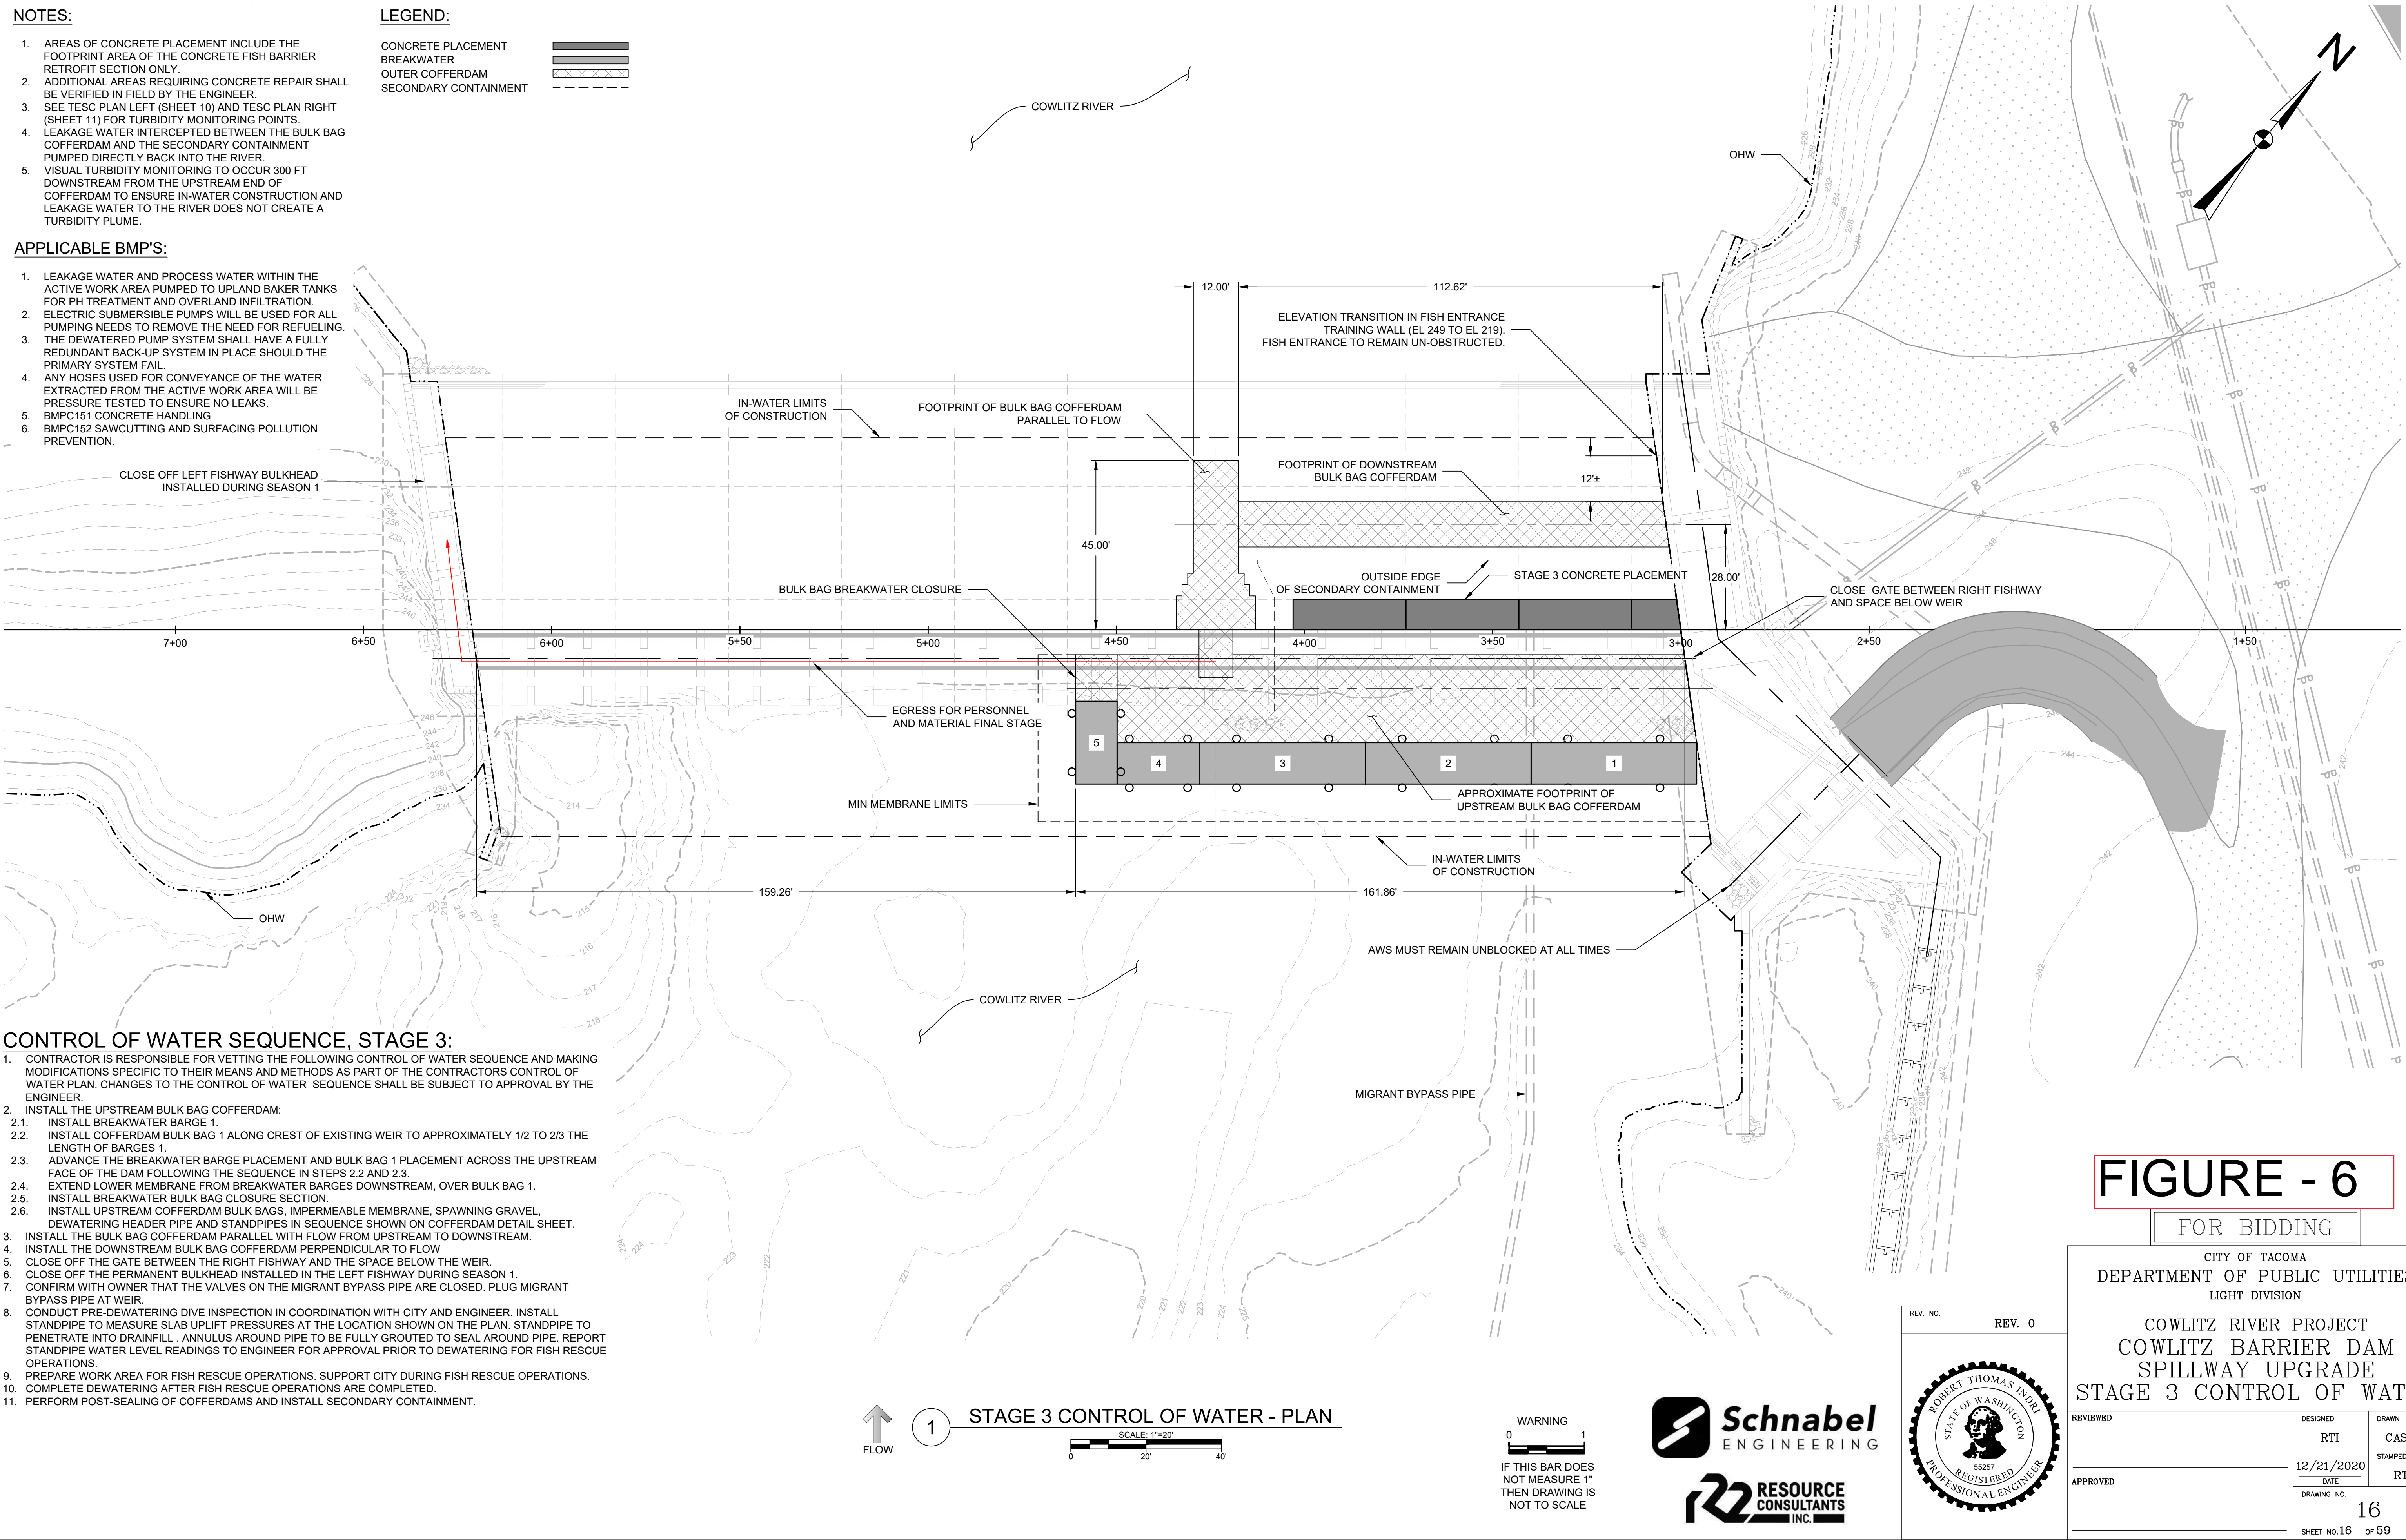 NOTES:
1. AREAS OF CONCRETE PLACEMENT INCLUDE THE
FOOTPRINT AREA OF THE CONCRETE FISH BARRIER
RETROFIT SECTION ONLY.
2. ADDITIONAL AREAS REQUIRING CONCRETE REPAIR SHALL
BE VERIFIED IN FIELD BY THE ENGINEER.
3. SEE TESC PLAN LEFT (SHEET 10) AND TESC PLAN RIGHT
(SHEET 11) FOR TURBIDITY MONITORING POINTS.
4. LEAKAGE WATER INTERCEPTED BETWEEN THE BULK BAG
COFFERDAM AND THE SECONDARY CONTAINMENT
PUMPED DIRECTLY BACK INTO THE RIVER.
5. VISUAL TURBIDITY MONITORING TO OCCUR 300 FT
DOWNSTREAM FROM THE UPSTREAM END OF
COFFERDAM TO ENSURE IN-WATER CONSTRUCTION AND
LEAKAGE WATER TO THE RIVER DOES NOT CREATE A
TURBIDITY PLUME.
APPLICABLE BMP'S:
1. LEAKAGE WATER AND PROCESS WATER WITHIN THE
ACTIVE WORK AREA PUMPED TO UPLAND BAKER TANKS
FOR PH TREATMENT AND OVERLAND INFILTRATION.
2. ELECTRIC SUBMERSIBLE PUMPS WILL BE USED FOR ALL
PUMPING NEEDS TO REMOVE THE NEED FOR REFUELING.
3. THE DEWATERED PUMP SYSTEM SHALL HAVE A FULLY
REDUNDANT BACK-UP SYSTEM IN PLACE SHOULD THE
PRIMARY SYSTEM FAIL.
4. ANY HOSES USED FOR CONVEYANCE OF THE WATER
EXTRACTED FROM THE ACTIVE WORK AREA WILL BE
PRESSURE TESTED TO ENSURE NO LEAKS.
5. BMPC151 CONCRETE HANDLING
6. BMPC152 SAWCUTTING AND SURFACING POLLUTION
PREVENTION.
LEGEND:
CONCRETE PLACEMENT
BREAKWATER
OUTER COFFERDAM
SECONDARY CONTAINMENT
COWLITZ RIVER
OHW
N
12.00'
112.62'
ELEVATION TRANSITION IN FISH ENTRANCE
TRAINING WALL (EL 249 TO EL 219).
FISH ENTRANCE TO REMAIN UN-OBSTRUCTED.
IN-WATER LIMITS
OF CONSTRUCTION
FOOTPRINT OF BULK BAG COFFERDAM
PARALLEL TO FLOW
FOOTPRINT OF DOWNSTREAM
BULK BAG COFFERDAM
12'±
CLOSE OFF LEFT FISHWAY BULKHEAD
INSTALLED DURING SEASON 1
45.00'
28.00'
BULK BAG BREAKWATER CLOSURE
OUTSIDE EDGE
OF SECONDARY CONTAINMENT
STAGE 3 CONCRETE PLACEMENT
CLOSE GATE BETWEEN RIGHT FISHWAY
AND SPACE BELOW WEIR
7+00
6+50
6+00
5+50
5+00
4+50
4+00
3+50
3+00
2+50
1+50
EGRESS FOR PERSONNEL
AND MATERIAL FINAL STAGE
5
4
3
2
1
MIN MEMBRANE LIMITS
APPROXIMATE FOOTPRINT OF
UPSTREAM BULK BAG COFFERDAM
IN-WATER LIMITS
OF CONSTRUCTION
159.26'
161.86'
OHW
AWS MUST REMAIN UNBLOCKED AT ALL TIMES
COWLITZ RIVER
MIGRANT BYPASS PIPE
CONTROL OF WATER SEQUENCE, STAGE 3:
1. CONTRACTOR IS RESPONSIBLE FOR VETTING THE FOLLOWING CONTROL OF WATER SEQUENCE AND MAKING
MODIFICATIONS SPECIFIC TO THEIR MEANS AND METHODS AS PART OF THE CONTRACTORS CONTROL OF
WATER PLAN. CHANGES TO THE CONTROL OF WATER SEQUENCE SHALL BE SUBJECT TO APPROVAL BY THE
ENGINEER.
2. INSTALL THE UPSTREAM BULK BAG COFFERDAM:
2.1. INSTALL BREAKWATER BARGE 1.
2.2. INSTALL COFFERDAM BULK BAG 1 ALONG CREST OF EXISTING WEIR TO APPROXIMATELY 1/2 TO 2/3 THE
LENGTH OF BARGES 1.
2.3. ADVANCE THE BREAKWATER BARGE PLACEMENT AND BULK BAG 1 PLACEMENT ACROSS THE UPSTREAM
FACE OF THE DAM FOLLOWING THE SEQUENCE IN STEPS 2.2 AND 2.3.
2.4. EXTEND LOWER MEMBRANE FROM BREAKWATER BARGES DOWNSTREAM, OVER BULK BAG 1.
2.5. INSTALL BREAKWATER BULK BAG CLOSURE SECTION.
2.6. INSTALL UPSTREAM COFFERDAM BULK BAGS, IMPERMEABLE MEMBRANE, SPAWNING GRAVEL,
DEWATERING HEADER PIPE AND STANDPIPES IN SEQUENCE SHOWN ON COFFERDAM DETAIL SHEET.
3. INSTALL THE BULK BAG COFFERDAM PARALLEL WITH FLOW FROM UPSTREAM TO DOWNSTREAM.
4. INSTALL THE DOWNSTREAM BULK BAG COFFERDAM PERPENDICULAR TO FLOW
5. CLOSE OFF THE GATE BETWEEN THE RIGHT FISHWAY AND THE SPACE BELOW THE WEIR.
6. CLOSE OFF THE PERMANENT BULKHEAD INSTALLED IN THE LEFT FISHWAY DURING SEASON 1.
7. CONFIRM WITH OWNER THAT THE VALVES ON THE MIGRANT BYPASS PIPE ARE CLOSED. PLUG MIGRANT
BYPASS PIPE AT WEIR.
8. CONDUCT PRE-DEWATERING DIVE INSPECTION IN COORDINATION WITH CITY AND ENGINEER. INSTALL
STANDPIPE TO MEASURE SLAB UPLIFT PRESSURES AT THE LOCATION SHOWN ON THE PLAN. STANDPIPE TO
PENETRATE INTO DRAINFILL . ANNULUS AROUND PIPE TO BE FULLY GROUTED TO SEAL AROUND PIPE. REPORT
STANDPIPE WATER LEVEL READINGS TO ENGINEER FOR APPROVAL PRIOR TO DEWATERING FOR FISH RESCUE
OPERATIONS.
9. PREPARE WORK AREA FOR FISH RESCUE OPERATIONS. SUPPORT CITY DURING FISH RESCUE OPERATIONS.
10. COMPLETE DEWATERING AFTER FISH RESCUE OPERATIONS ARE COMPLETED.
11. PERFORM POST-SEALING OF COFFERDAMS AND INSTALL SECONDARY CONTAINMENT.
FLOW
1
STAGE 3 CONTROL OF WATER - PLAN
SCALE: 1"=20'
0 20' 40'
WARNING
0 1
IF THIS BAR DOES
NOT MEASURE 1"
THEN DRAWING IS
NOT TO SCALE
Schnabel
ENGINEERING
R2 RESOURCE
CONSULTANTS
INC.
FIGURE - 6
FOR BIDDING
CITY OF TACOMA
DEPARTMENT OF PUBLIC UTILITIES
LIGHT DIVISION
REV. NO.
REV. 0
COWLITZ RIVER PROJECT
COWLITZ BARRIER DAM
SPILLWAY UPGRADE
STAGE 3 CONTROL OF WAT
ROBERT THOMAS INDRI
STATE OF WASHINGTON
55257
REGISTERED
PROFESSIONAL ENGINEER
REVIEWED
APPROVED
DESIGNED
RTI
DRAWN
CAS
12/21/2020
DATE
STAMPED
RT
DRAWING NO.
16
SHEET NO. 16 OF 59